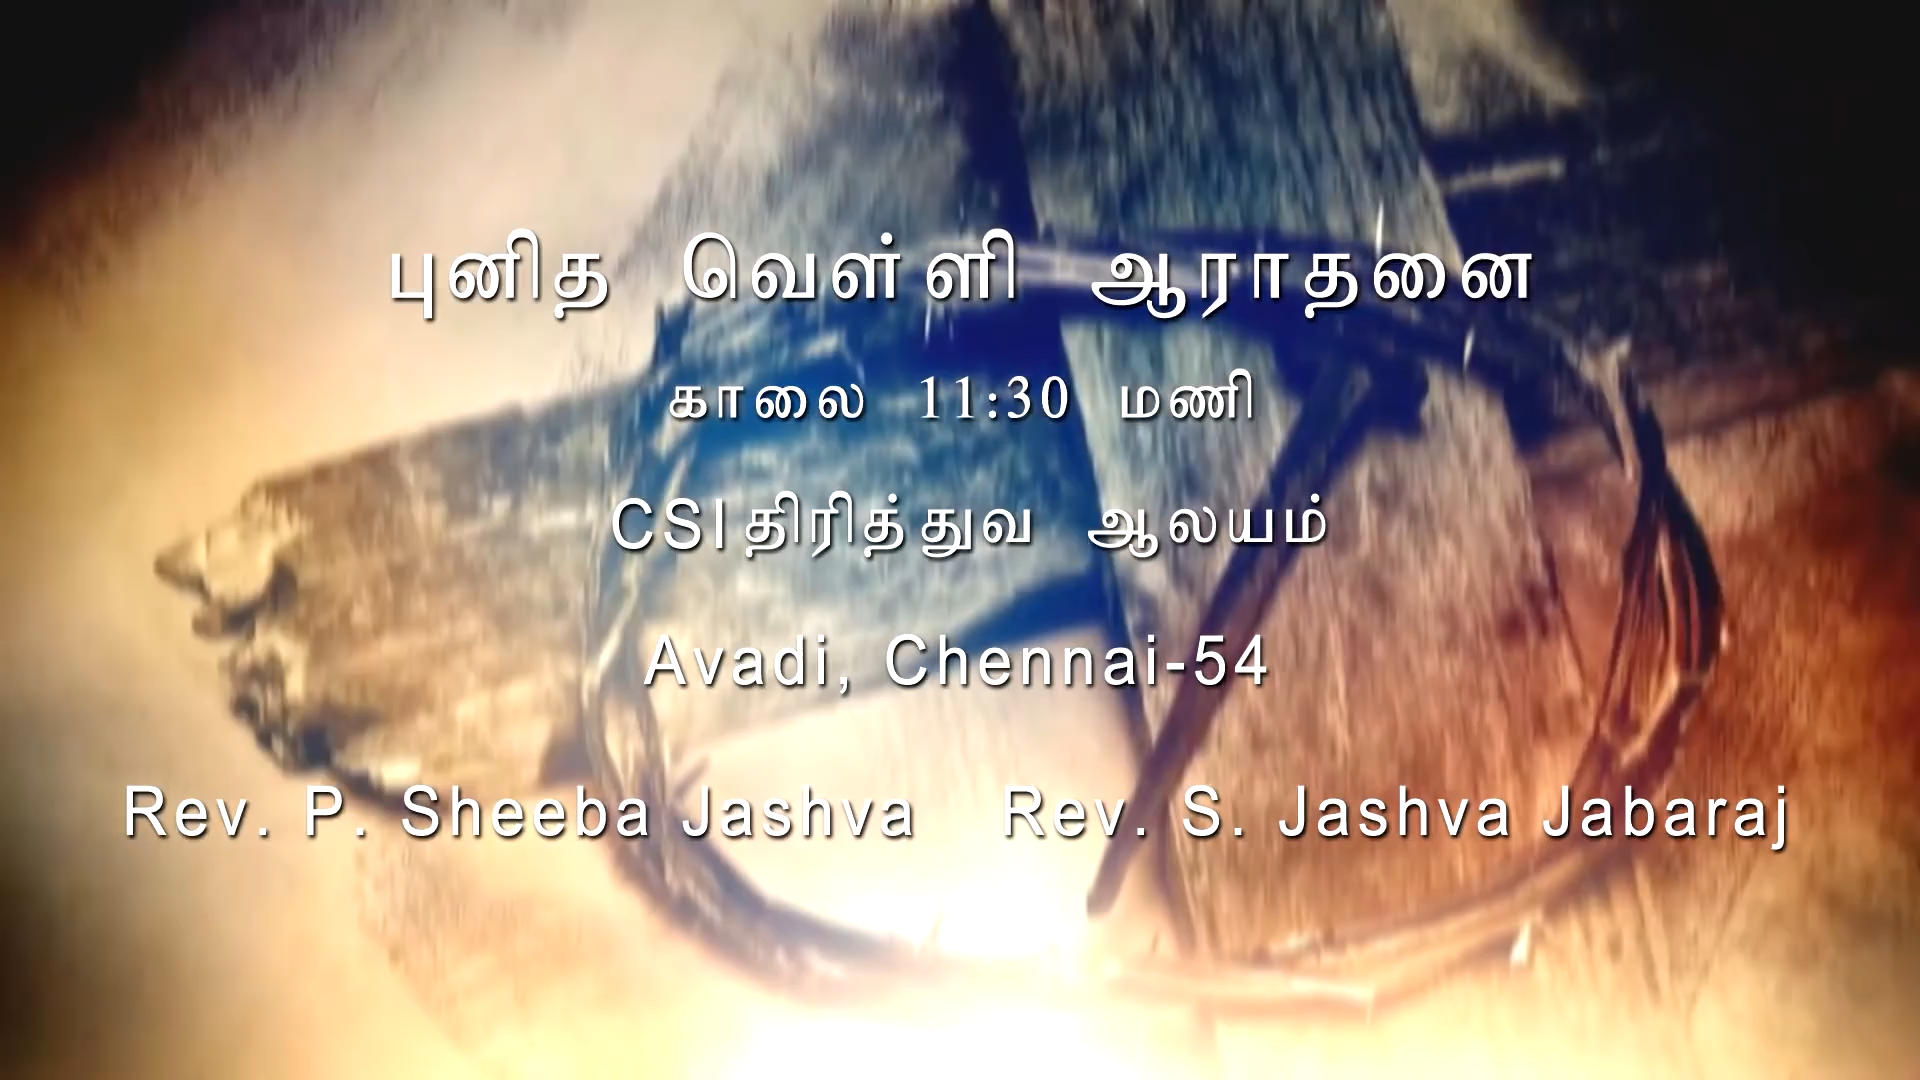 புனித வெள்ளி ஆராதனை
காலை 11:30 மணி
CSI திரித்துவ ஆலயம்
Avadi, Chennai-54
Rev. P. Sheeba Jashva Rev. S. Jashva Jabaraj